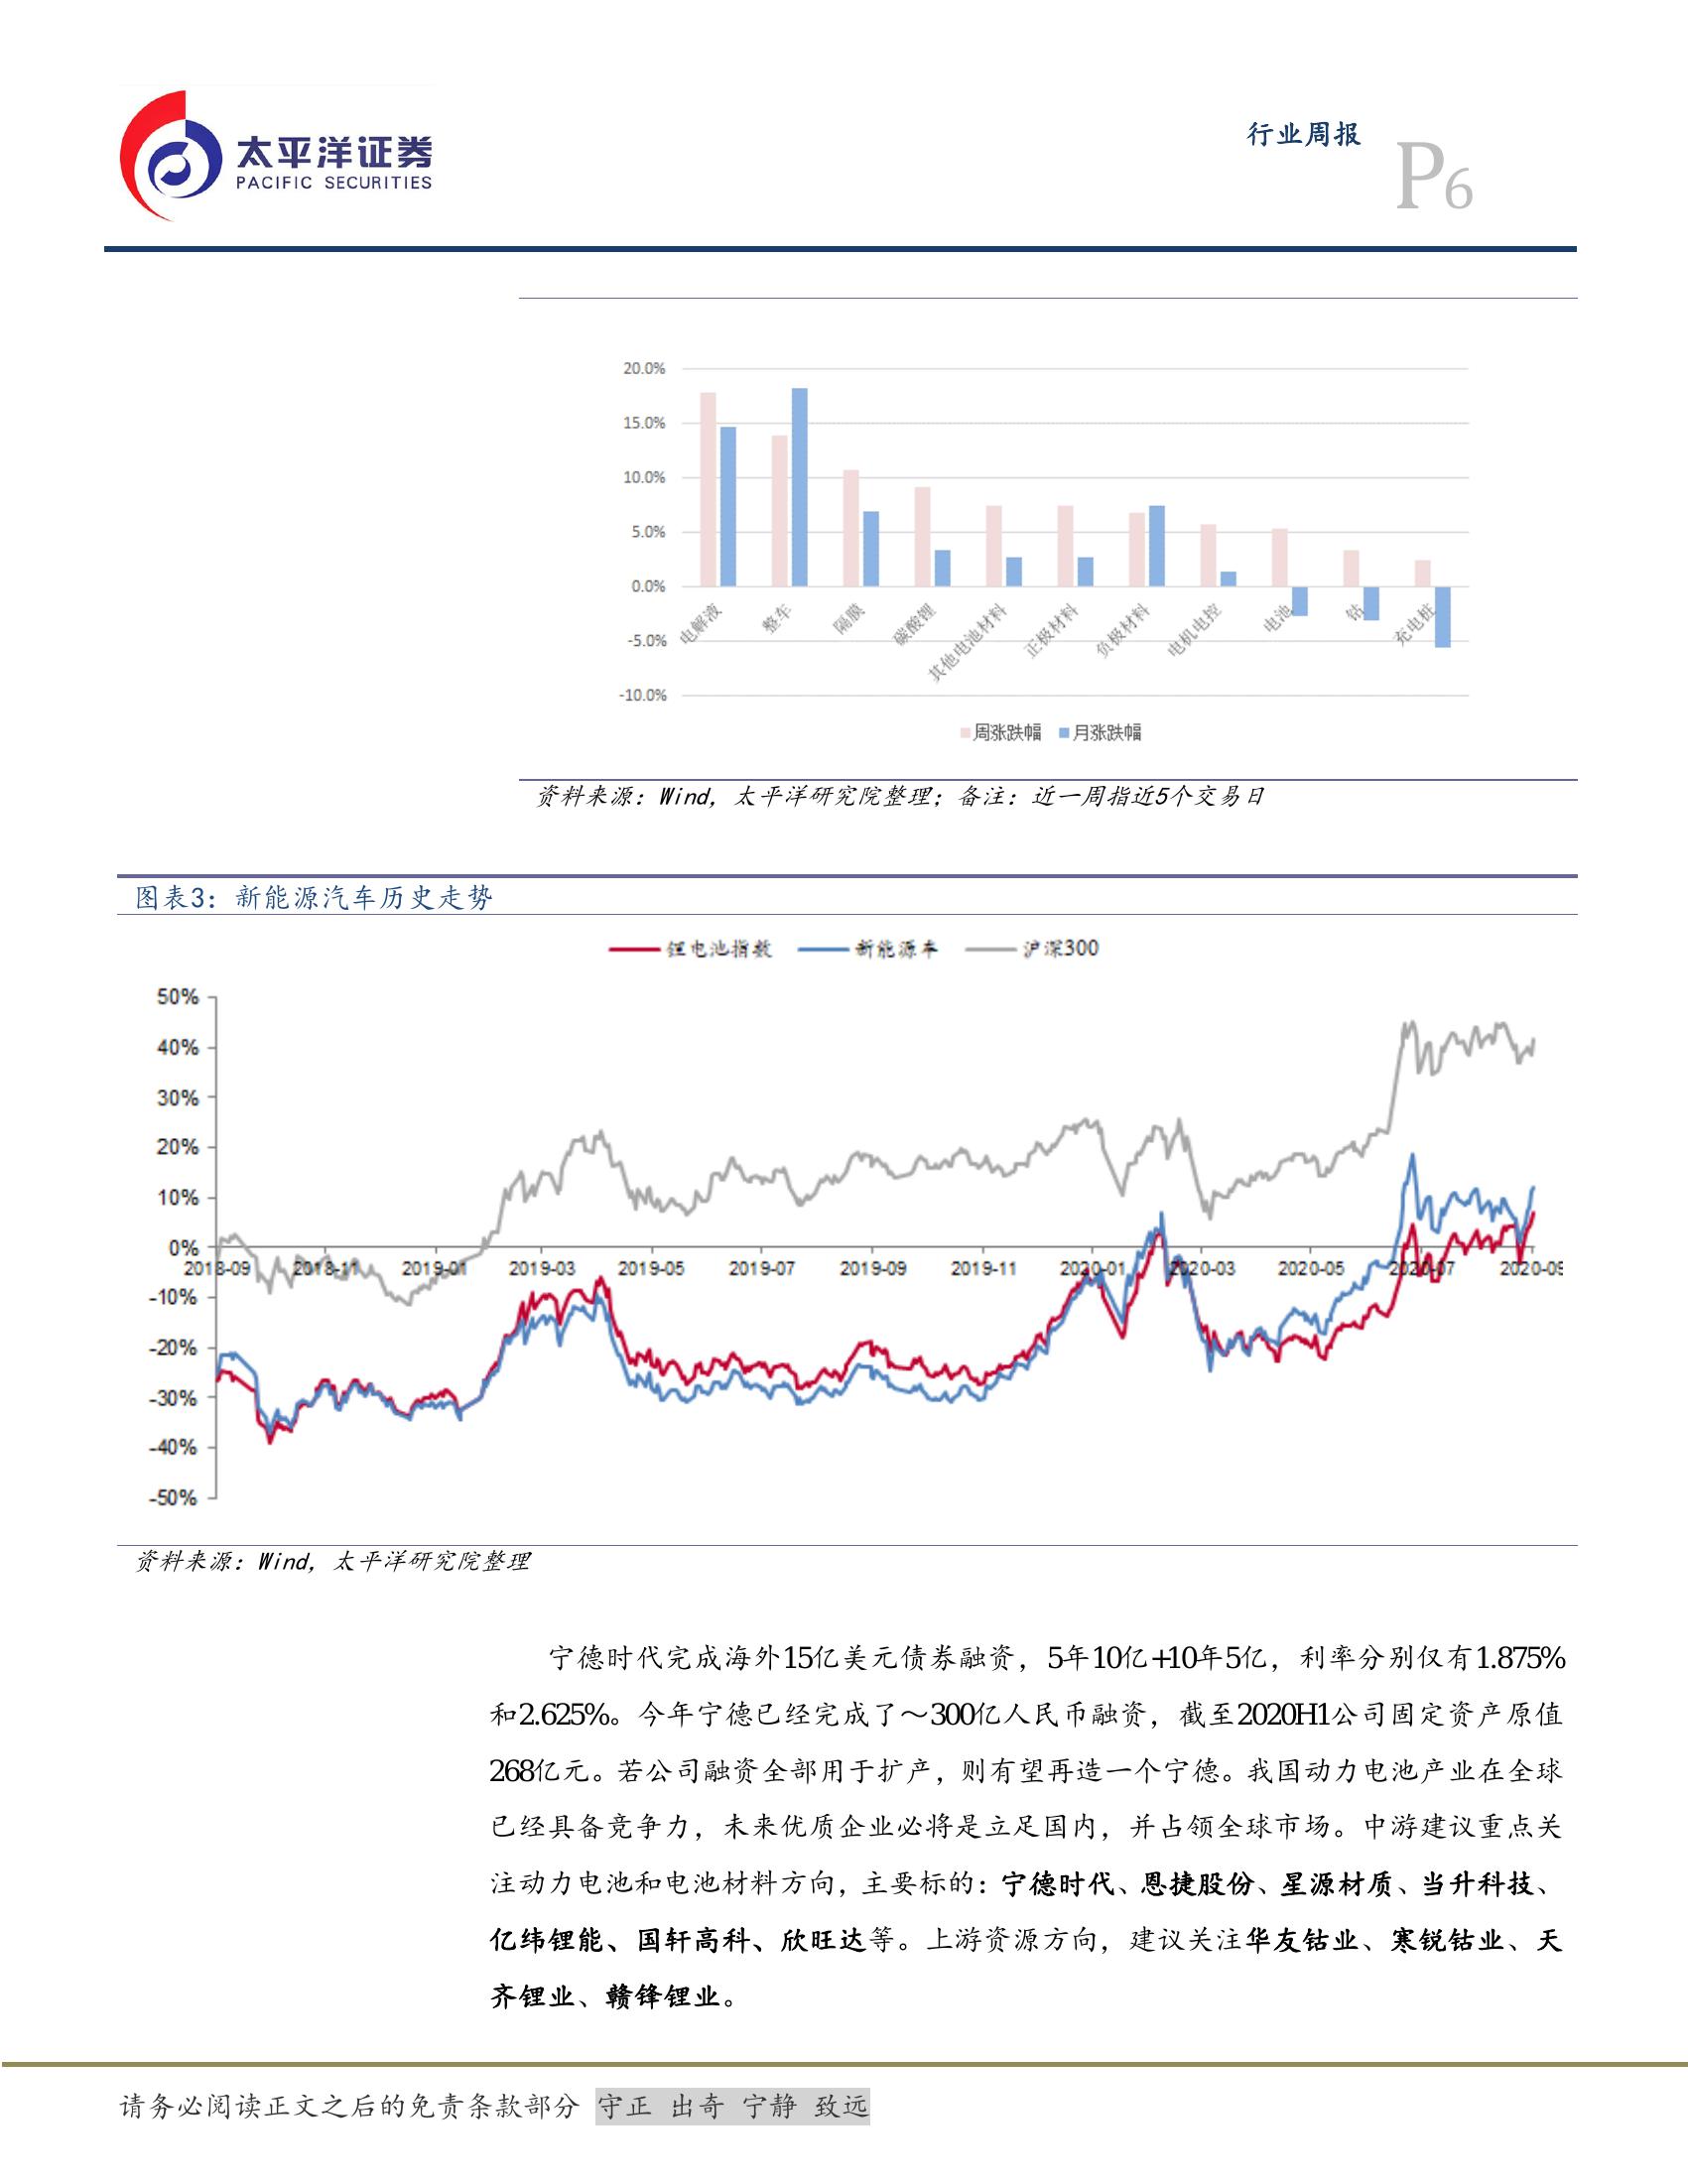 太平洋证券
PACIFIC SECURITIES
行业周报
P6
20.0%
15.0%
10.0%
5.0%
0.0%
-5.0%
-10.0%
电解液
整车
隔膜
碳酸锂
其他电池材料
正极材料
负极材料
电机电控
电池
钴
充电桩
周涨跌幅 月涨跌幅
资料来源：Wind，太平洋研究院整理；备注：近一周指近5个交易日
图表3：新能源汽车历史走势
锂电池指数 新能源车 沪深300
50%
40%
30%
20%
10%
0%
-10%
-20%
-30%
-40%
-50%
2018-09 2018-11 2019-01 2019-03 2019-05 2019-07 2019-09 2019-11 2020-01 2020-03 2020-05 2020-07 2020-08
资料来源：Wind，太平洋研究院整理
宁德时代完成海外15亿美元债券融资，5年10亿+10年5亿，利率分别仅有1.875%
和2.625%。今年宁德已经完成了～300亿人民币融资，截至2020H1公司固定资产原值
268亿元。若公司融资全部用于扩产，则有望再造一个宁德。我国动力电池产业在全球
已经具备竞争力，未来优质企业必将是立足国内，并占领全球市场。中游建议重点关
注动力电池和电池材料方向，主要标的：宁德时代、恩捷股份、星源材质、当升科技、
亿纬锂能、国轩高科、欣旺达等。上游资源方向，建议关注华友钴业、寒锐钴业、天
齐锂业、赣锋锂业。
请务必阅读正文之后的免责条款部分 守正 出奇 宁静 致远